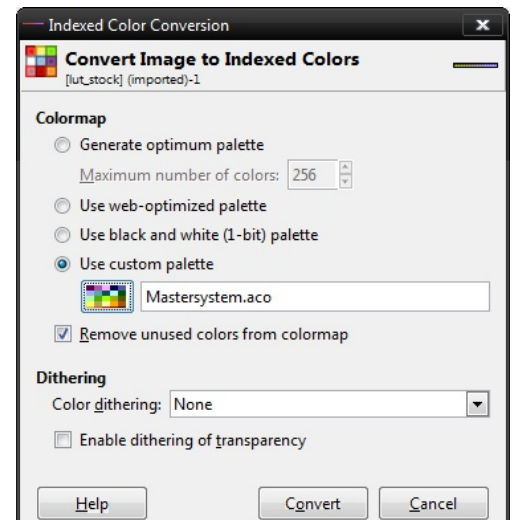 Indexed Color Conversion
Convert Image to Indexed Colors
[lut_stock] (imported)-1
Colormap
Generate optimum palette
Maximum number of colors: 256
Use web-optimized palette
Use black and white (1-bit) palette
Use custom palette
Mastersystem.aco
Remove unused colors from colormap
Dithering
Color dithering: None
Enable dithering of transparency
Help Convert Cancel